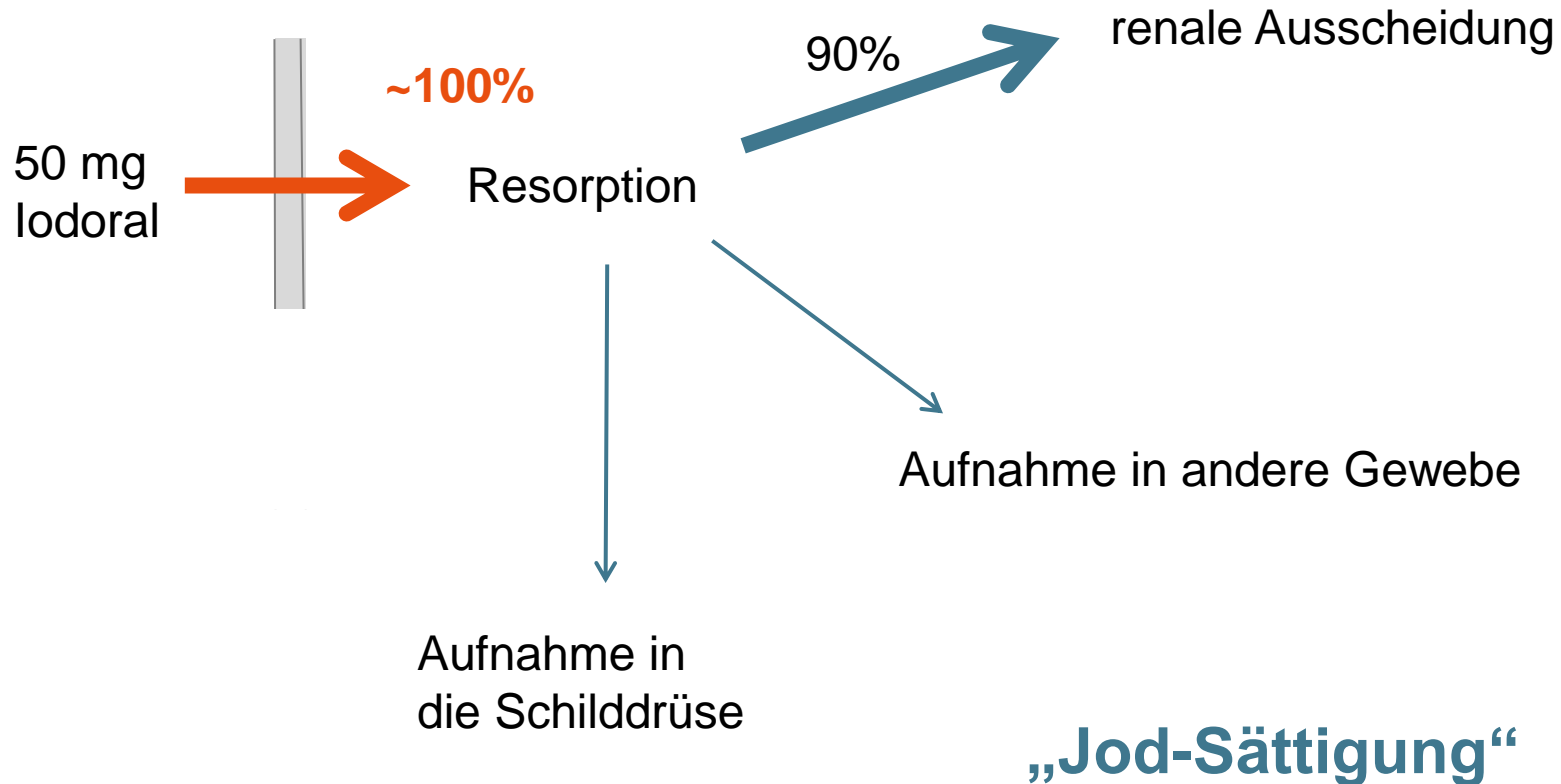 renale Ausscheidung
90%
~100%
50 mg
Iodoral
Resorption
Aufnahme in andere Gewebe
Aufnahme in
die Schilddrüse
„Jod-Sättigung“